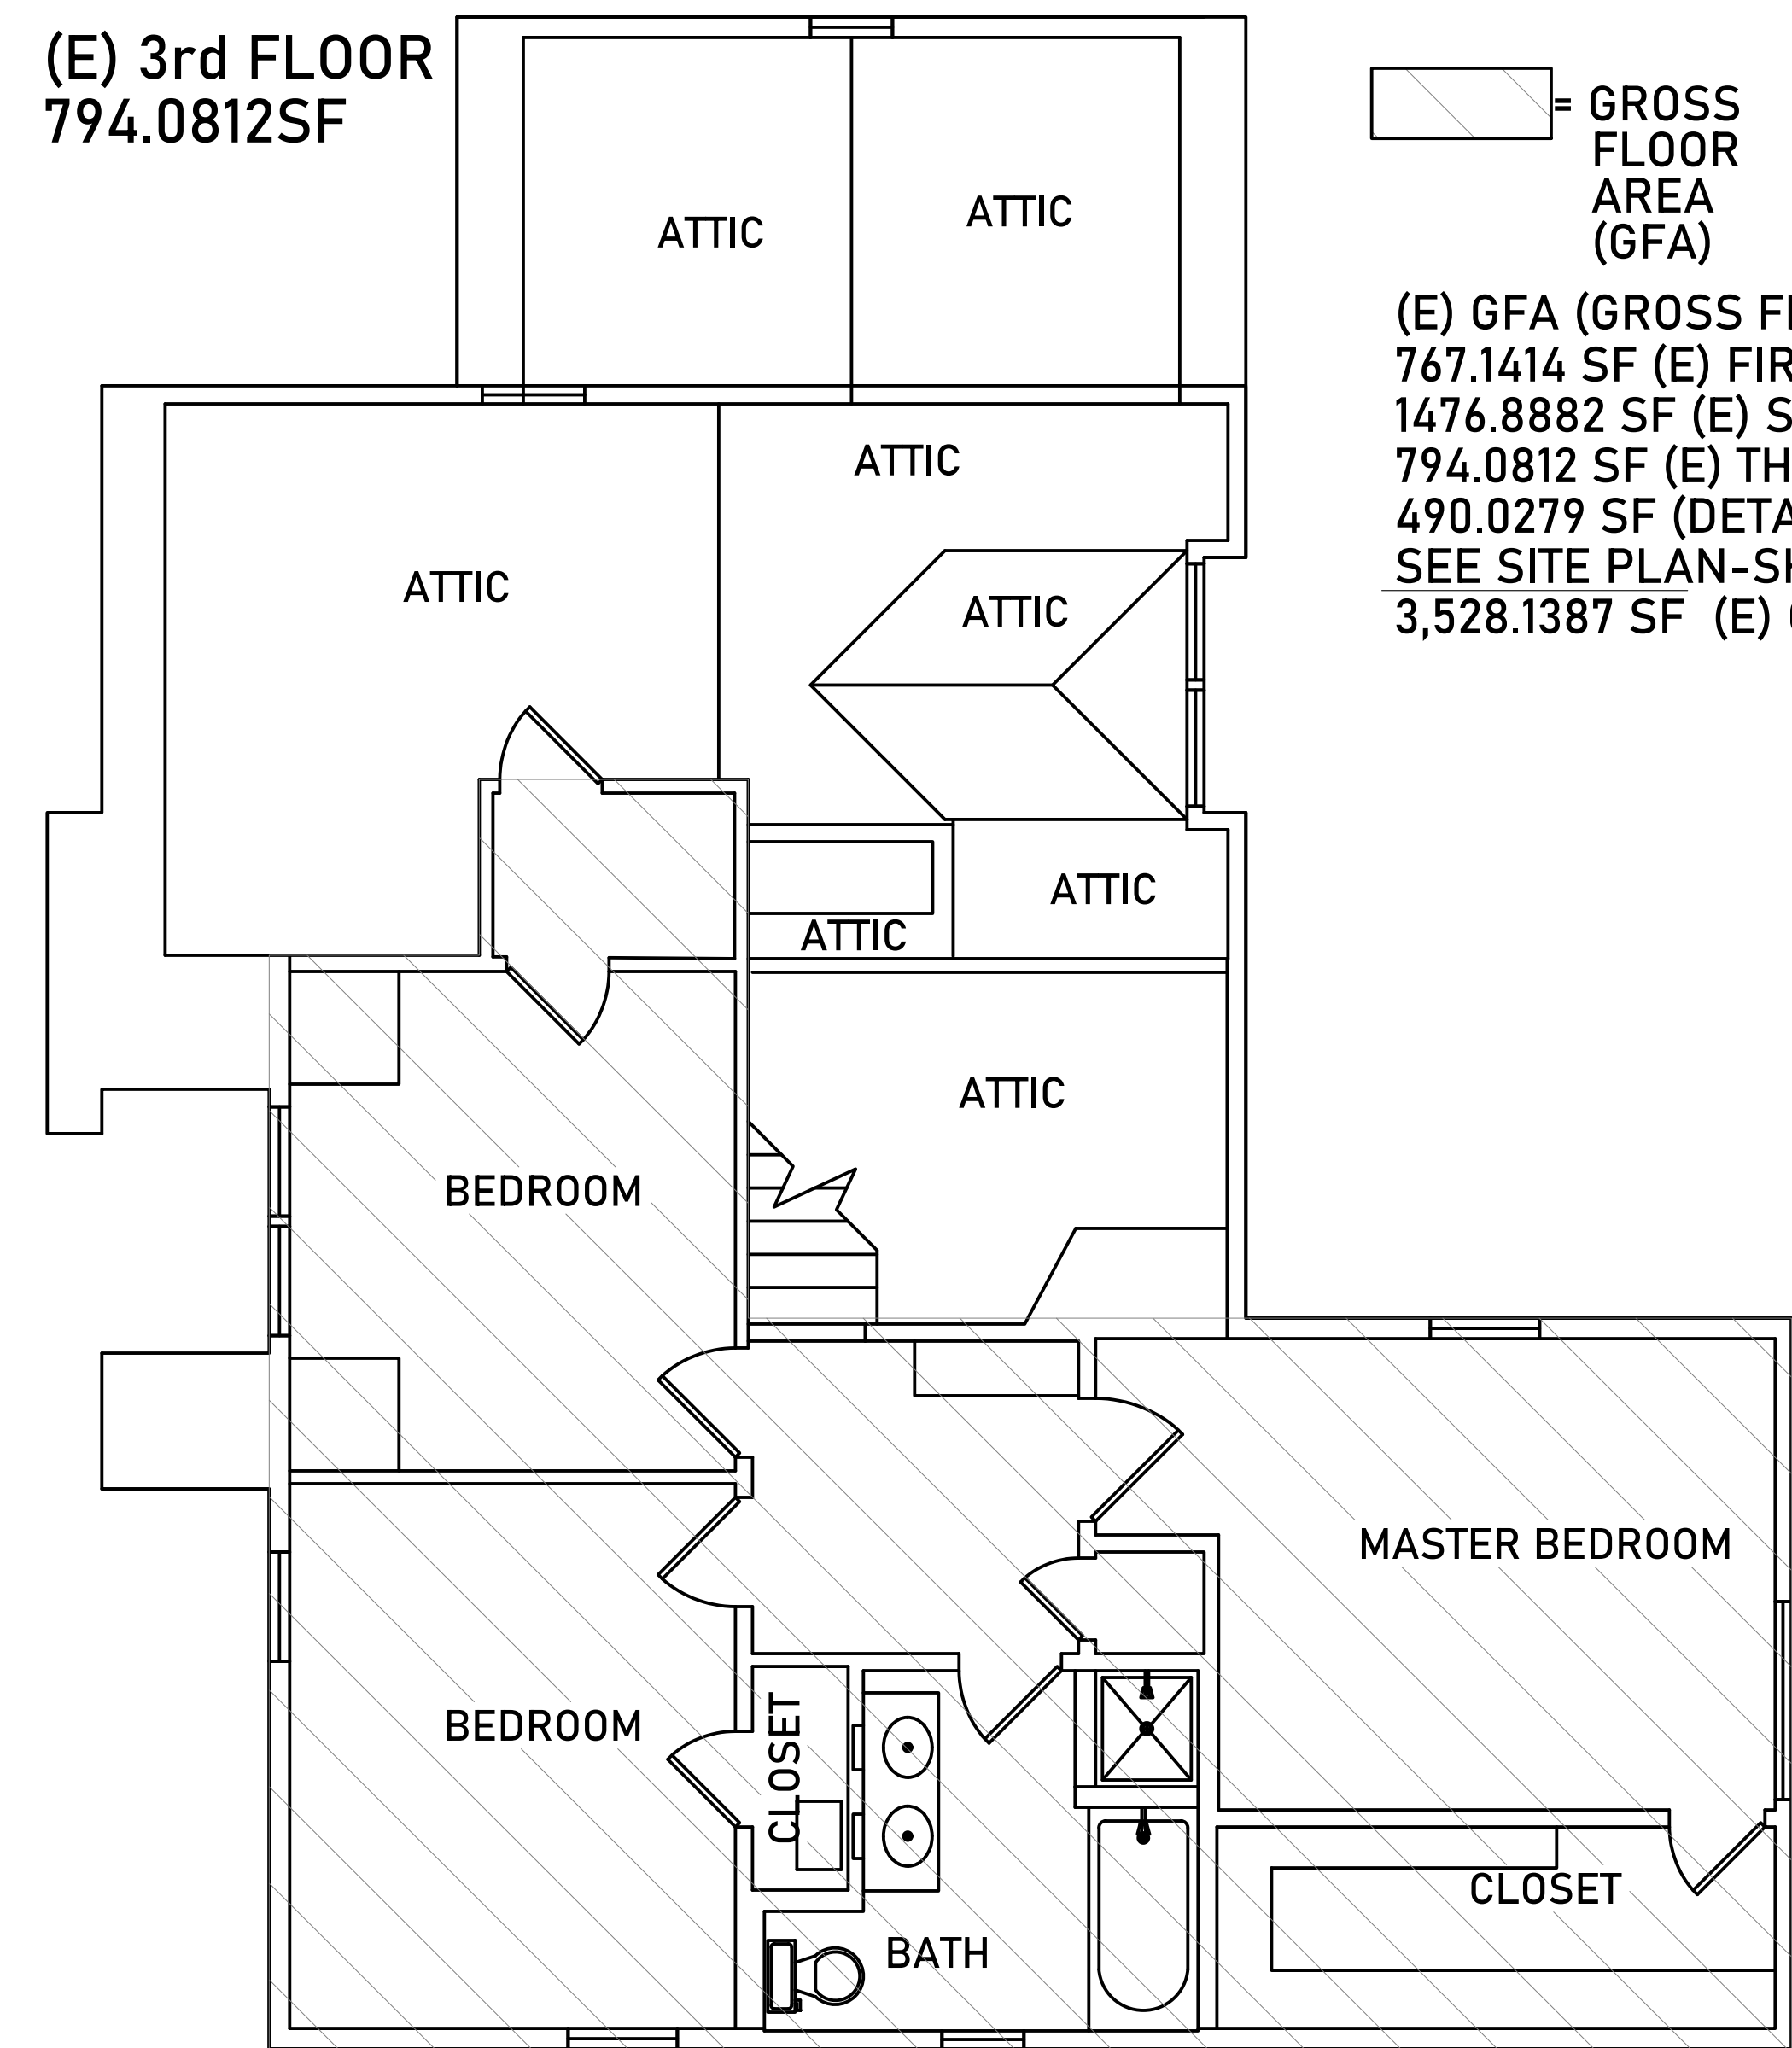 (E) 3rd FLOOR
794.0812SF
= GROSS
FLOOR
AREA
(GFA)
(E) GFA (GROSS
767.1414 SF (E)
1476.8882 SF (E)
794.0812 SF (E)
490.0279 SF
SEE SITE
3,528.1387 SF (E)
ATTIC
ATTIC
ATTIC
ATTIC
ATTIC
ATTIC
ATTIC
ATTIC
BEDROOM
MASTER BEDROOM
BEDROOM
CLOSET
CLOSET
BATH